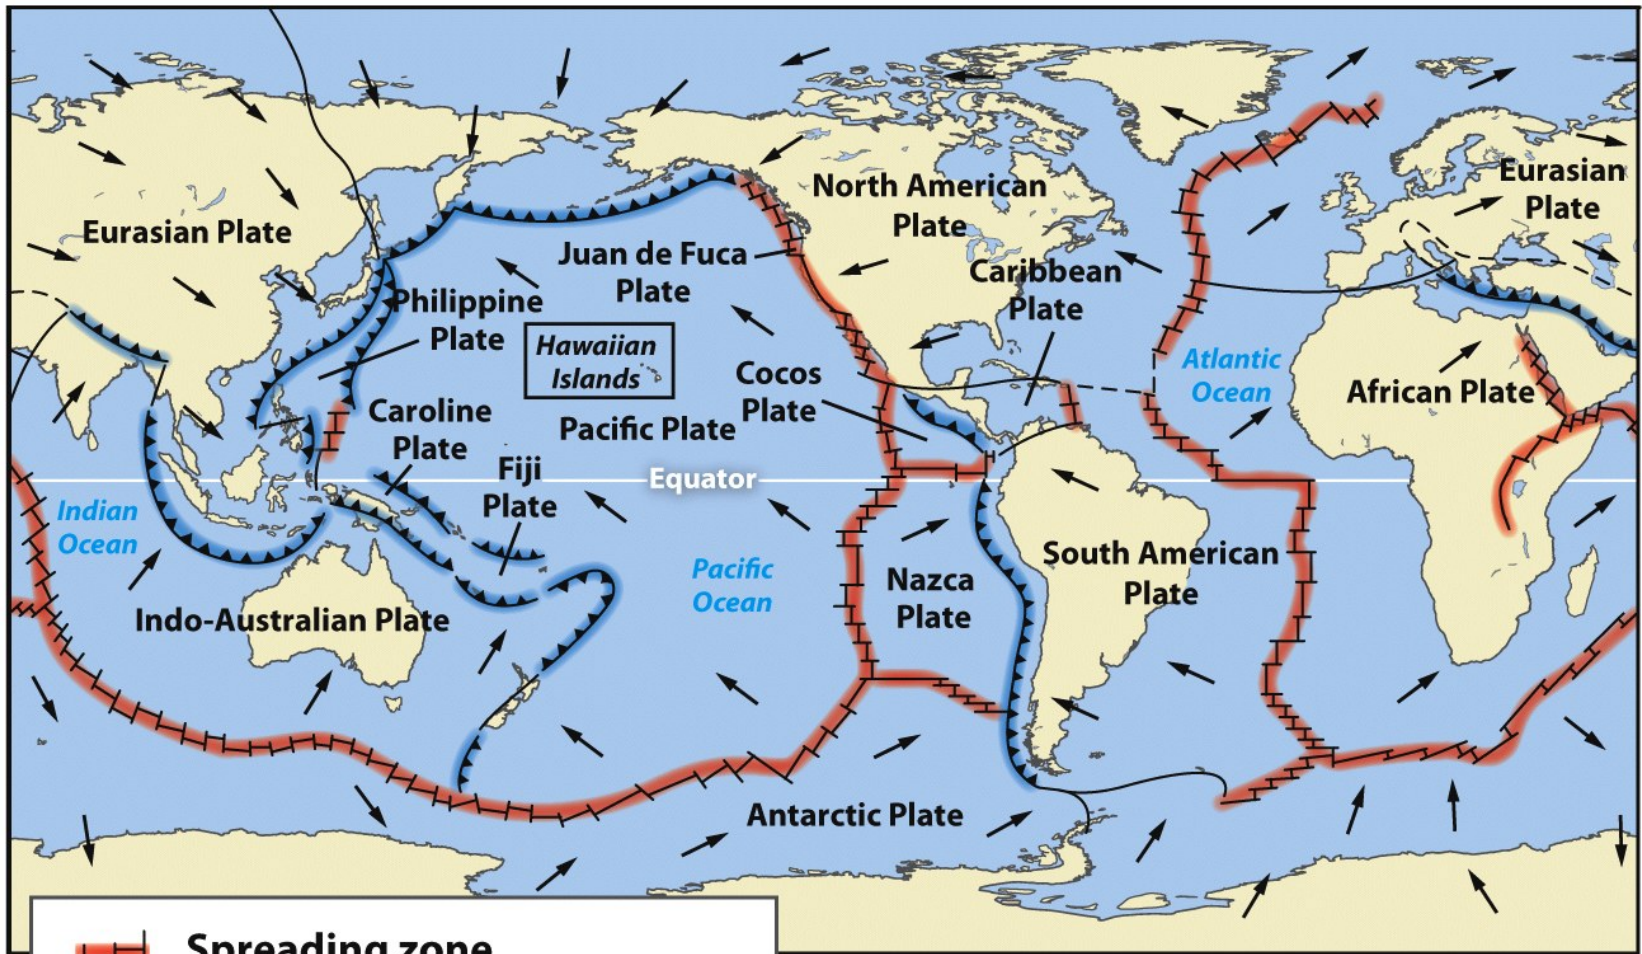 North American
Plate
Eurasian
Plate
Eurasian Plate
Juan de Fuca
Plate
Caribbean
Plate
Philippine
Plate
Hawaiian
Islands
Atlantic
Ocean
Cocos
Plate
African Plate
Caroline
Plate
Pacific Plate
Fiji
Plate
Equator
Indian
Ocean
Pacific
Ocean
Nazca
Plate
South American
Plate
Indo-Australian Plate
Antarctic Plate
Spreading zone